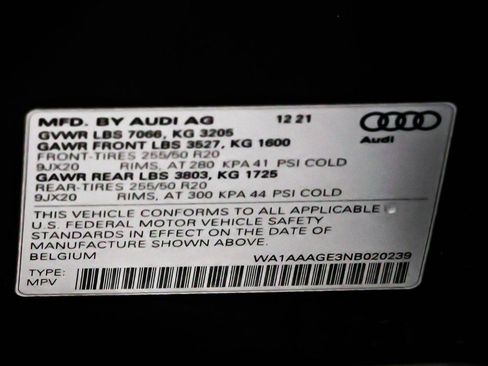 MFD. BY AUDI AG 12 21
GVWR LBS 7066, KG 3205
GAWR FRONT LBS 3527, KG 1600
FRONT-TIRES 255/50 R20
9JX20 RIMS, AT 280 KPA 41 PSI COLD
GAWR REAR LBS 3803, KG 1725
REAR-TIRES 255/50 R20
9JX20 RIMS, AT 300 KPA 44 PSI COLD
Audi
THIS VEHICLE CONFORMS TO ALL APPLICABLE
U.S. FEDERAL MOTOR VEHICLE SAFETY
STANDARDS IN EFFECT ON THE DATE OF
MANUFACTURE SHOWN ABOVE.
BELGIUM WA1AAAGE3NB020239
TYPE:
MPV